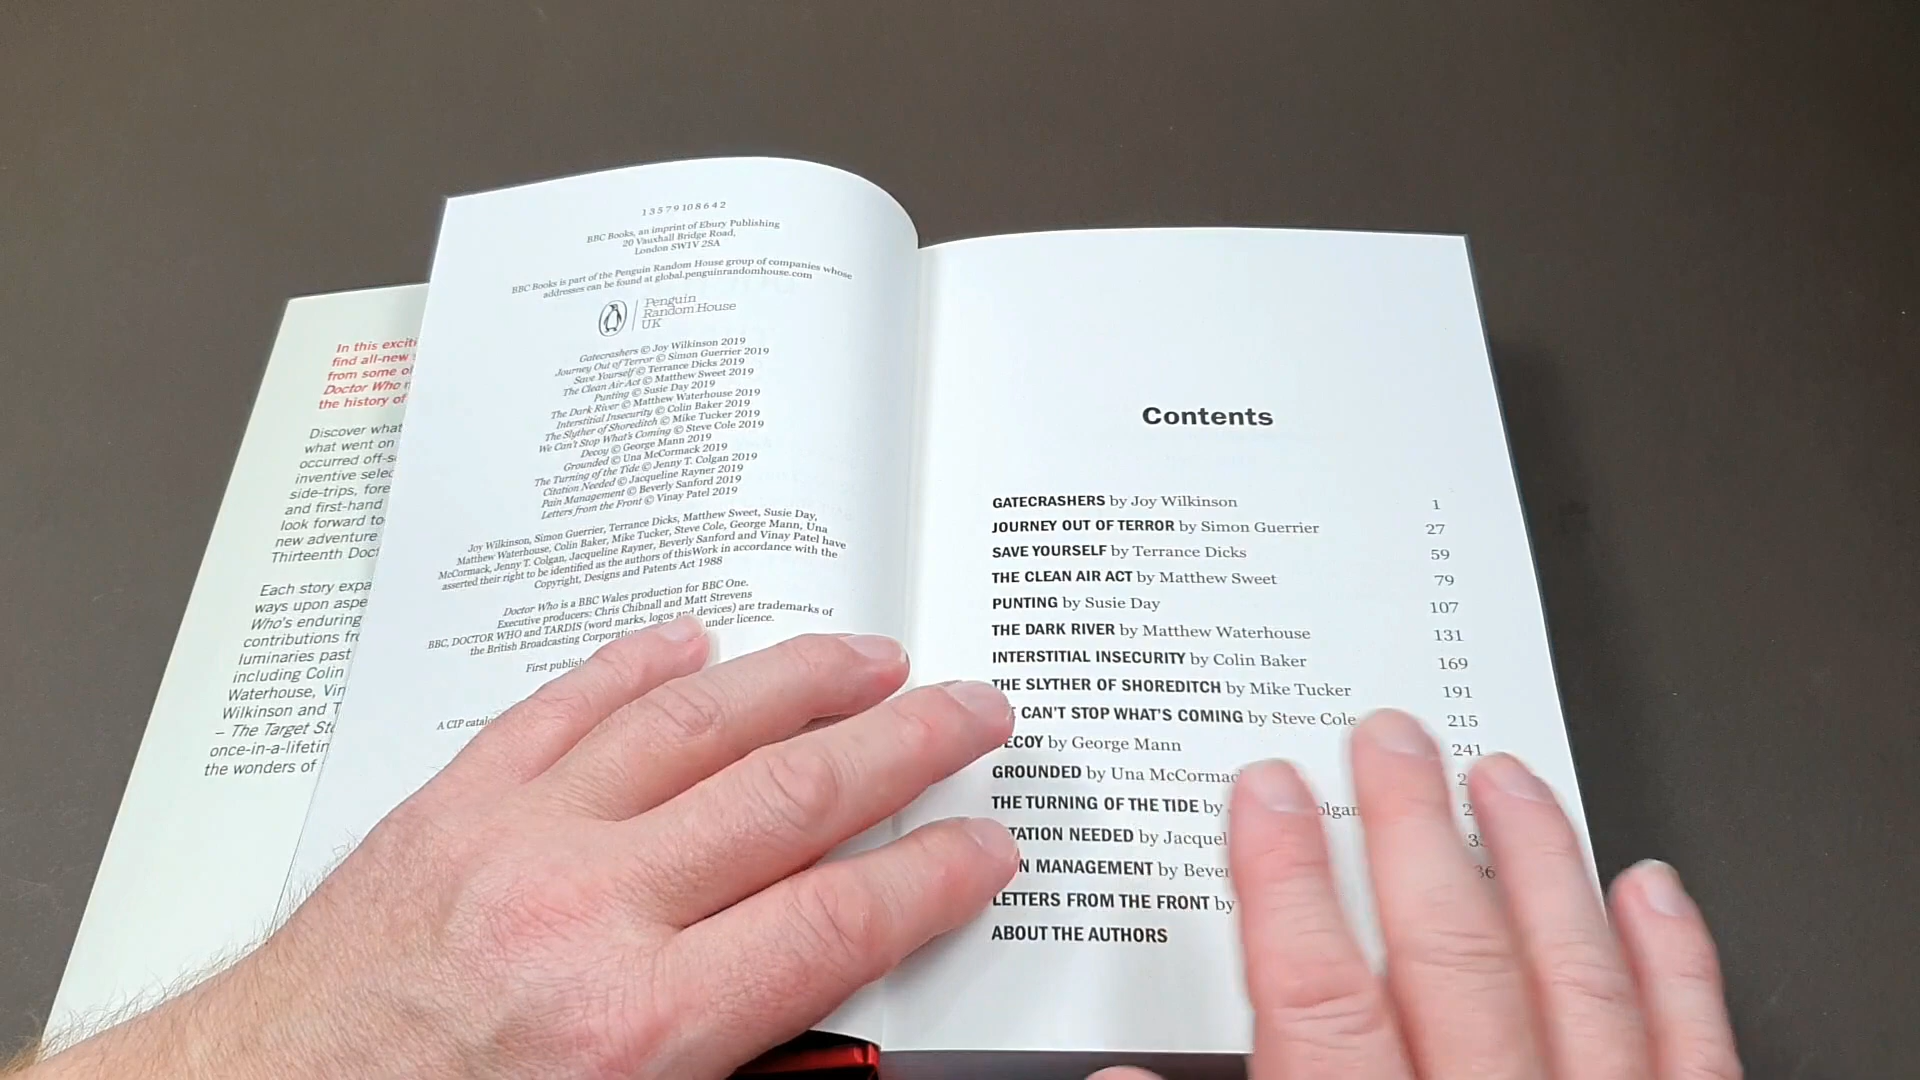 In this exciti
find all-new
from some o
Doctor Who
the history of
Discover what
what went on
occurred off-s
inventive selec
side-trips, fore
and first-hand
look forward to
new adventure
Thirteenth Doct
Each story expa
ways upon aspe
Who's enduring
contributions fr
luminaries past
including Colin
Waterhouse, Vin
Wilkinson and T
– The Target Sto
once-in-a-lifetin
the wonders of
1 3 5 7 9 10 8 6 4 2
BBC Books, an imprint of Ebury Publishing
20 Vauxhall Bridge Road,
London SW1V 2SA
BBC Books is part of the Penguin Random House group of companies whose
addresses can be found at global.penguinrandomhouse.com
Penguin
Random House
UK
Gatecrashers © Joy Wilkinson 2019
Journey Out of Terror © Simon Guerrier 2019
Save Yourself © Terrance Dicks 2019
The Clean Air Act © Matthew Sweet 2019
Punting © Susie Day 2019
The Dark River © Matthew Waterhouse 2019
Interstitial Insecurity © Colin Baker 2019
The Slyther of Shoreditch © Mike Tucker 2019
We Can't Stop What's Coming © Steve Cole 2019
Decoy © George Mann 2019
Grounded © Una McCormack 2019
The Turning of the Tide © Jenny T. Colgan 2019
Citation Needed © Jacqueline Rayner 2019
Pain Management © Beverly Sanford 2019
Letters from the Front © Vinay Patel 2019
Joy Wilkinson, Simon Guerrier, Terrance Dicks, Matthew Sweet, Susie Day,
Matthew Waterhouse, Colin Baker, Mike Tucker, Steve Cole, George Mann, Una
McCormack, Jenny T. Colgan, Jacqueline Rayner, Beverly Sanford and Vinay Patel have
asserted their right to be identified as the authors of this Work in accordance with the
Copyright, Designs and Patents Act 1988
Doctor Who is a BBC Wales production for BBC One.
Executive producers: Chris Chibnall and Matt Strevens
BBC, DOCTOR WHO and TARDIS (word marks, logos and devices) are trademarks of
the British Broadcasting Corporation under licence.
First publish
A CIP catalo
Contents
GATECRASHERS by Joy Wilkinson 1
JOURNEY OUT OF TERROR by Simon Guerrier 27
SAVE YOURSELF by Terrance Dicks 59
THE CLEAN AIR ACT by Matthew Sweet 79
PUNTING by Susie Day 107
THE DARK RIVER by Matthew Waterhouse 131
INTERSTITIAL INSECURITY by Colin Baker 169
THE SLYTHER OF SHOREDITCH by Mike Tucker 191
CAN'T STOP WHAT'S COMING by Steve Cole 215
ECOY by George Mann 241
GROUNDED by Una McCormac 2
THE TURNING OF THE TIDE by olgan 2
TATION NEEDED by Jacquel 3
N MANAGEMENT by Bever 36
LETTERS FROM THE FRONT by
ABOUT THE AUTHORS